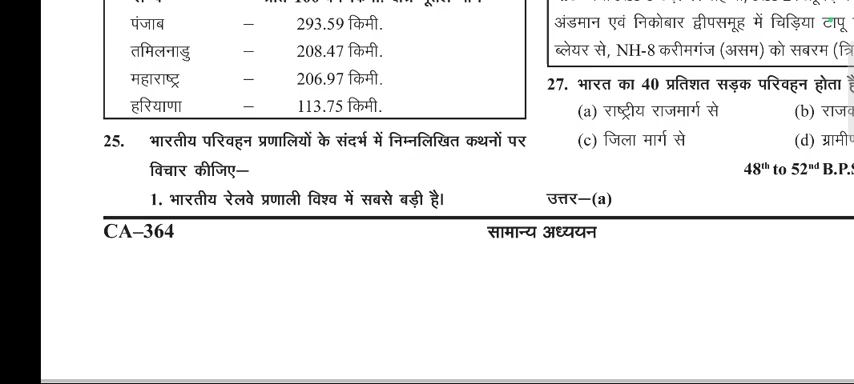 पंजाब – 293.59 किमी.
तमिलनाडु – 208.47 किमी.
महाराष्ट्र – 206.97 किमी.
हरियाणा – 113.75 किमी.
25. भारतीय परिवहन प्रणालियों के संदर्भ में निम्नलिखित कथनों पर
विचार कीजिए–
1. भारतीय रेलवे प्रणाली विश्व में सबसे बड़ी है।
अंडमान एवं निकोबार द्वीपसमूह में चिड़िया टापू
ब्लेयर से, NH-8 करीमगंज (असम) को सबरम
27. भारत का 40 प्रतिशत सड़क परिवहन होता
(a) राष्ट्रीय राजमार्ग से (b)
(c) जिला मार्ग से (d)
48th to 52nd B.P.
उत्तर–(a)
CA–364 सामान्य अध्ययन